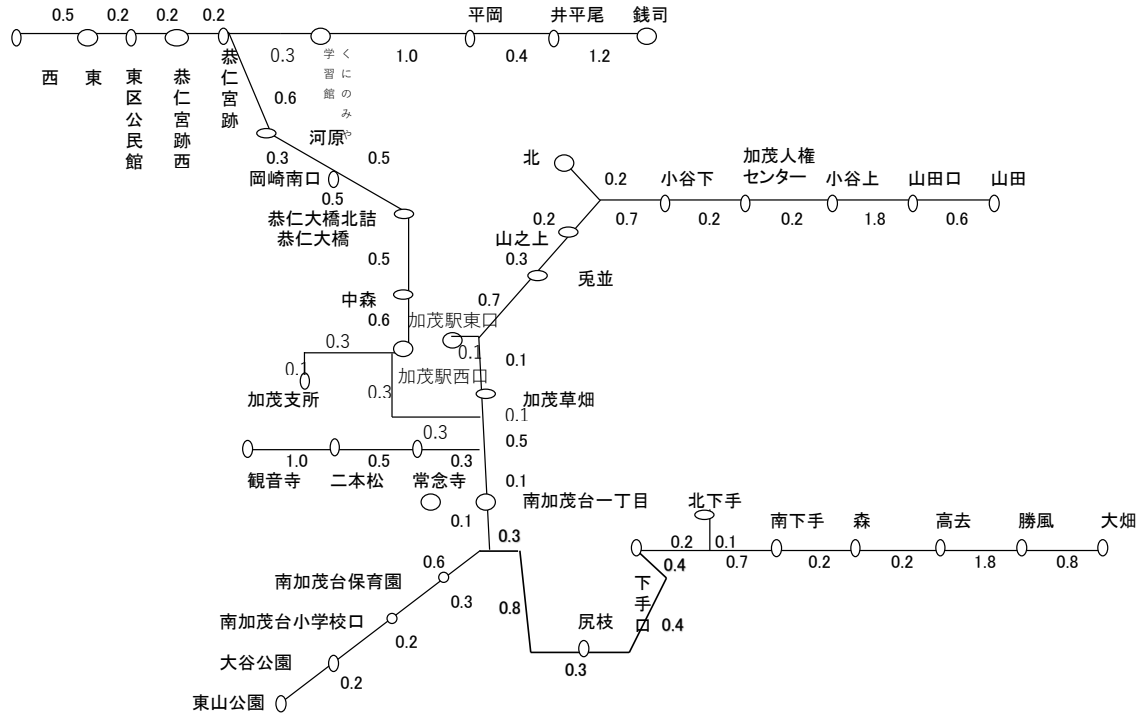 0.5
0.2
0.2
0.2
平岡
井平尾
銭司
0.3
1.0
0.4
1.2
西
東
東区公民館
恭仁宮跡西
恭仁宮跡
くにのみや
学習館
0.6
河原
0.3
0.5
岡崎南口
0.5
恭仁大橋北詰
恭仁大橋
0.5
中森
0.6
北
0.2
小谷下
加茂人権
センター
小谷上
山田口
山田
0.7
0.2
0.2
1.8
0.6
0.2
山之上
0.3
兎並
0.7
加茂駅東口
0.1
0.1
0.3
加茂駅西口
0.1
0.3
加茂支所
加茂草畑
0.1
0.3
0.5
1.0
0.5
0.3
観音寺
二本松
常念寺
0.1
南加茂台一丁目
0.1
0.3
北下手
南下手
森
高去
勝風
大畑
0.2
0.1
0.7
0.2
0.2
1.8
0.8
0.4
下手口
0.4
0.6
南加茂台保育園
0.3
0.8
南加茂台小学校口
0.2
尻枝
0.3
大谷公園
0.2
東山公園